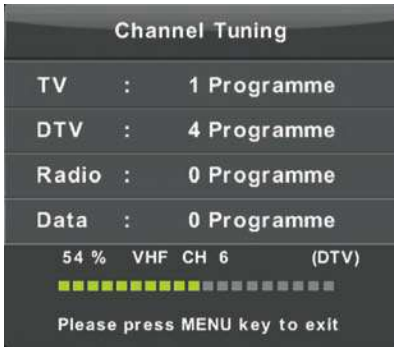 Channel Tuning
TV : 1 Programme
DTV : 4 Programme
Radio : 0 Programme
Data : 0 Programme
54 % VHF CH 6 (DTV)
Please press MENU key to exit